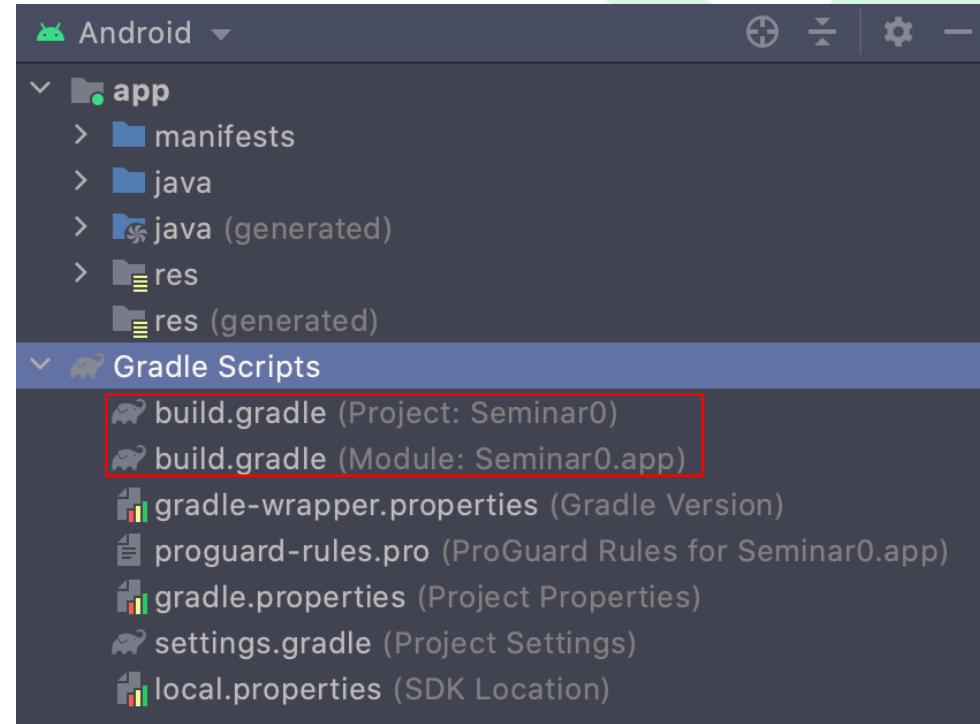 Android
app
manifests
java
java (generated)
res
res (generated)
Gradle Scripts
build.gradle (Project: Seminar0)
build.gradle (Module: Seminar0.app)
gradle-wrapper.properties (Gradle Version)
proguard-rules.pro (ProGuard Rules for Seminar0.app)
gradle.properties (Project Properties)
settings.gradle (Project Settings)
local.properties (SDK Location)